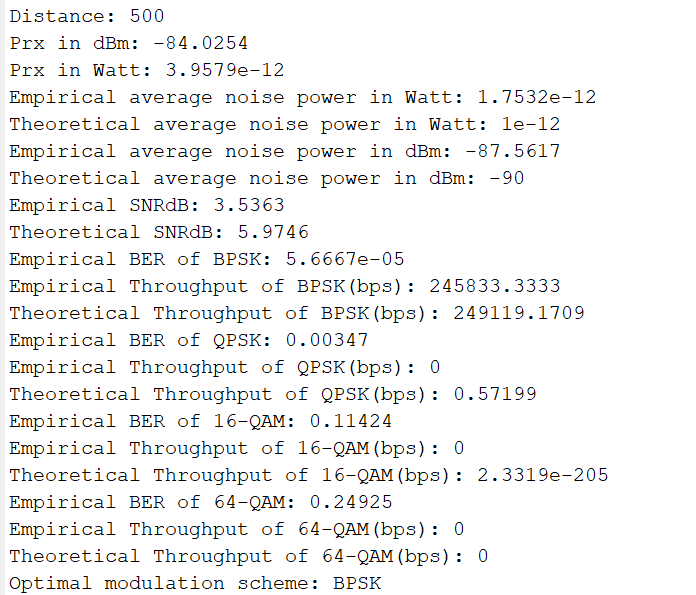 Distance: 500
Prx in dBm: -84.0254
Prx in Watt: 3.9579e-12
Empirical average noise power in Watt: 1.7532e-12
Theoretical average noise power in Watt: 1e-12
Empirical average noise power in dBm: -87.5617
Theoretical average noise power in dBm: -90
Empirical SNRdB: 3.5363
Theoretical SNRdB: 5.9746
Empirical BER of BPSK: 5.6667e-05
Empirical Throughput of BPSK(bps): 245833.3333
Theoretical Throughput of BPSK(bps): 249119.1709
Empirical BER of QPSK: 0.00347
Empirical Throughput of QPSK(bps): 0
Theoretical Throughput of QPSK(bps): 0.57199
Empirical BER of 16-QAM: 0.11424
Empirical Throughput of 16-QAM(bps): 0
Theoretical Throughput of 16-QAM(bps): 2.3319e-205
Empirical BER of 64-QAM: 0.24925
Empirical Throughput of 64-QAM(bps): 0
Theoretical Throughput of 64-QAM(bps): 0
Optimal modulation scheme: BPSK